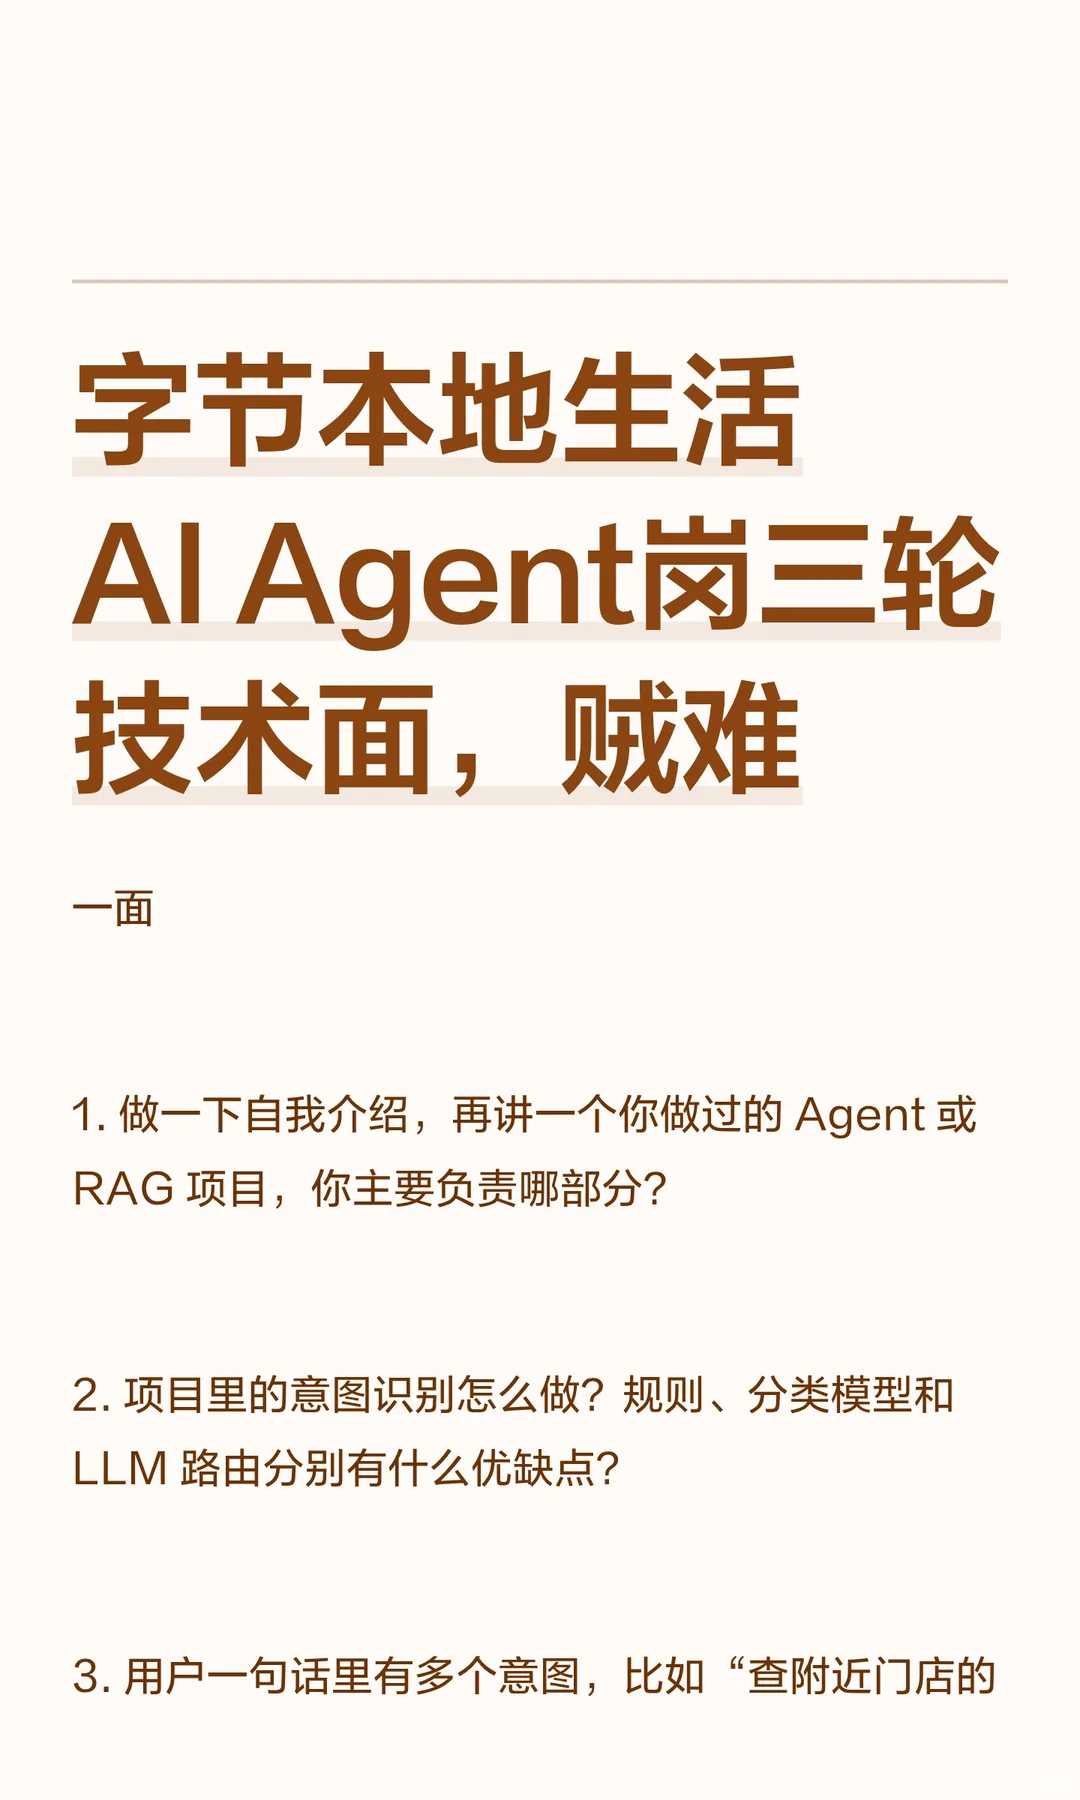 字节本地生活
AI Agent岗三轮
技术面，贼难
一面
1. 做一下自我介绍，再讲一个你做过的 Agent 或
RAG 项目，你主要负责哪部分？
2. 项目里的意图识别怎么做？规则、分类模型和
LLM 路由分别有什么优缺点？
3. 用户一句话里有多个意图，比如“查附近门店的